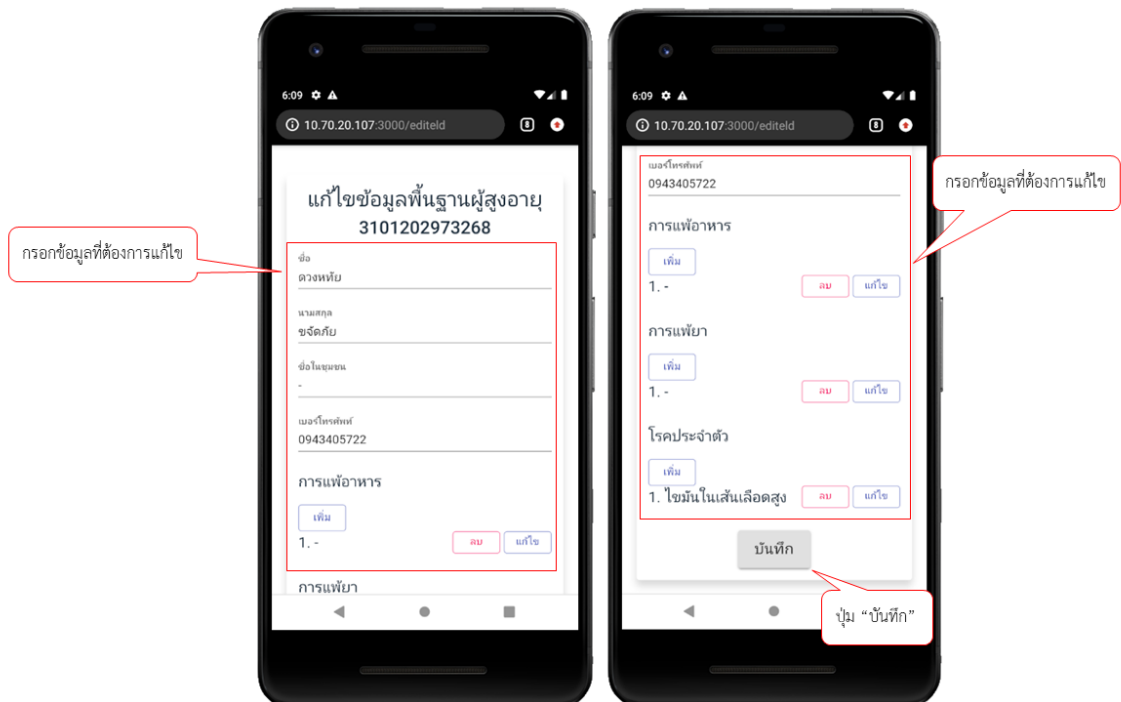 6:09
10.70.20.107:3000/editeld
8
แก้ไขข้อมูลพื้นฐานผู้สูงอายุ
3101202973268
กรอกข้อมูลที่ต้องการแก้ไข
ชื่อ
ดวงหทัย
นามสกุล
ขจัดภัย
ชื่อในชุมชน
-
เบอร์โทรศัพท์
0943405722
การแพ้อาหาร
เพิ่ม
1. -
ลบ แก้ไข
การแพ้ยา
6:09
10.70.20.107:3000/editeld
8
เบอร์โทรศัพท์
0943405722
กรอกข้อมูลที่ต้องการแก้ไข
การแพ้อาหาร
เพิ่ม
1. - ลบ แก้ไข
การแพ้ยา
เพิ่ม
1. - ลบ แก้ไข
โรคประจำตัว
เพิ่ม
1. ไขมันในเส้นเลือดสูง ลบ แก้ไข
บันทึก
ปุ่ม “บันทึก”